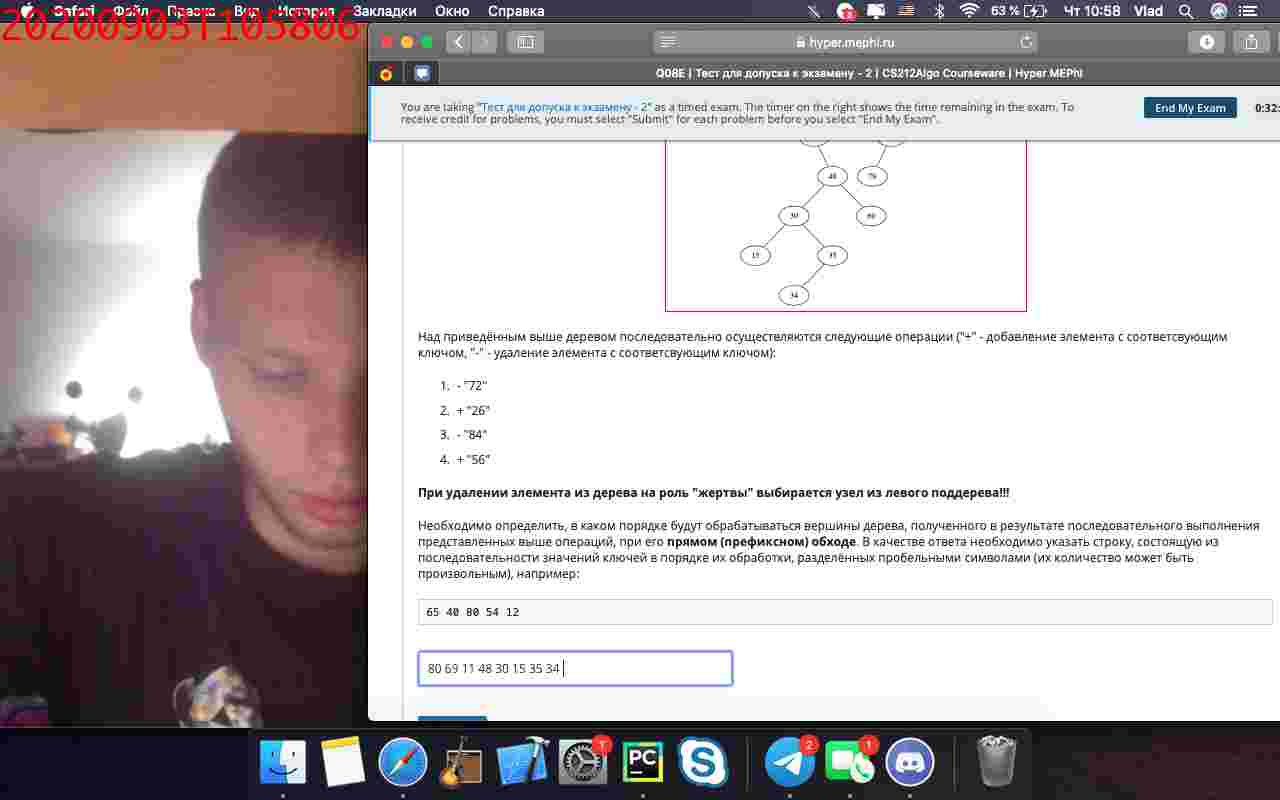 20200903T105806
Safari Файл Правка Вид История Закладки Окно Справка 63 % Чт 10:58 Vlad
hyper.mephi.ru
Q08E | Тест для допуска к экзамену - 2 | CS212Algo Courseware | Hyper.MEPhI
You are taking "Тест для допуска к экзамену - 2" as a timed exam. The timer on the right shows the time remaining in the exam. To
receive credit for problems, you must select "Submit" for each problem before you select "End My Exam".
End My Exam
0:32:
48 79
30
15 35
34
Над приведённым выше деревом последовательно осуществляются следующие операции ("+" - добавление элемента с соответсвующим
ключом, "-" - удаление элемента с соответсвующим ключом):
1. - "72"
2. + "26"
3. - "84"
4. + "56"
При удалении элемента из дерева на роль "жертвы" выбирается узел из левого поддерева!!!
Необходимо определить, в каком порядке будут обрабатываться вершины дерева, полученного в результате последовательного выполнения
представленных выше операций, при его прямом (префиксном) обходе. В качестве ответа необходимо указать строку, состоящую из
последовательности значений ключей в порядке их обработки, разделённых пробельными символами (их количество может быть
произвольным), например:
65 40 80 54 12
80 69 11 48 30 15 35 34
PC
2
1